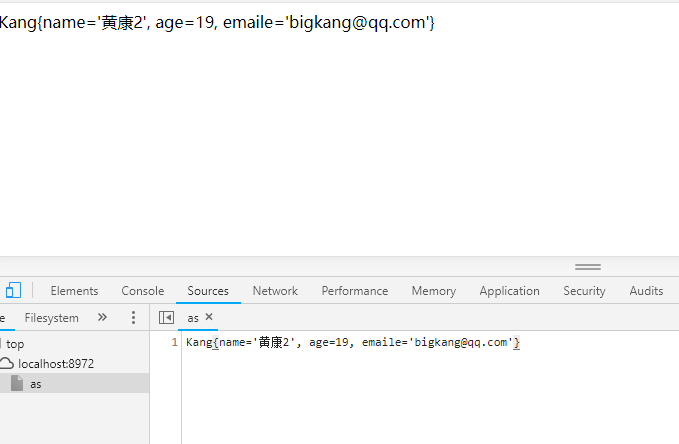 Kang{name='黄康2', age=19, emaile='bigkang@qq.com'}
Elements Console Sources Network Performance Memory Application Security Audits
e Filesystem » as ×
top
1 Kang{name='黄康2', age=19, emaile='bigkang@qq.com'}
localhost:8972
as